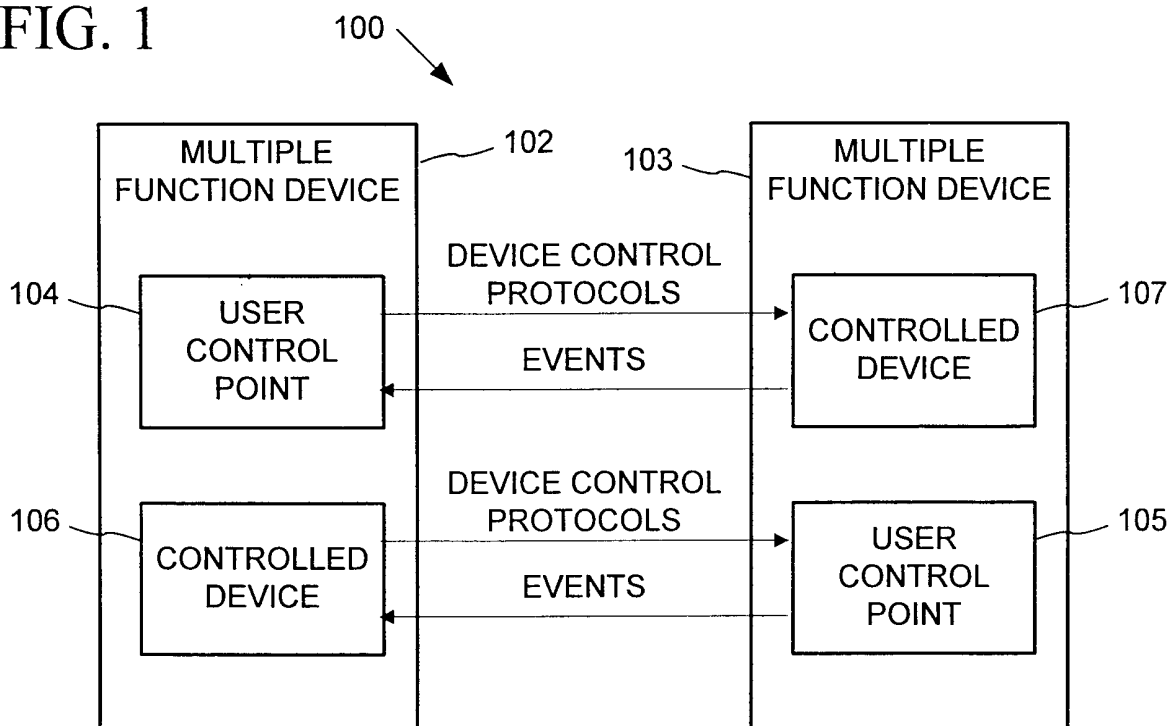 FIG. 1
100
MULTIPLE
FUNCTION DEVICE
102
103
MULTIPLE
FUNCTION DEVICE
104
USER
CONTROL
POINT
DEVICE CONTROL
PROTOCOLS
EVENTS
CONTROLLED
DEVICE
107
106
CONTROLLED
DEVICE
DEVICE CONTROL
PROTOCOLS
EVENTS
USER
CONTROL
POINT
105